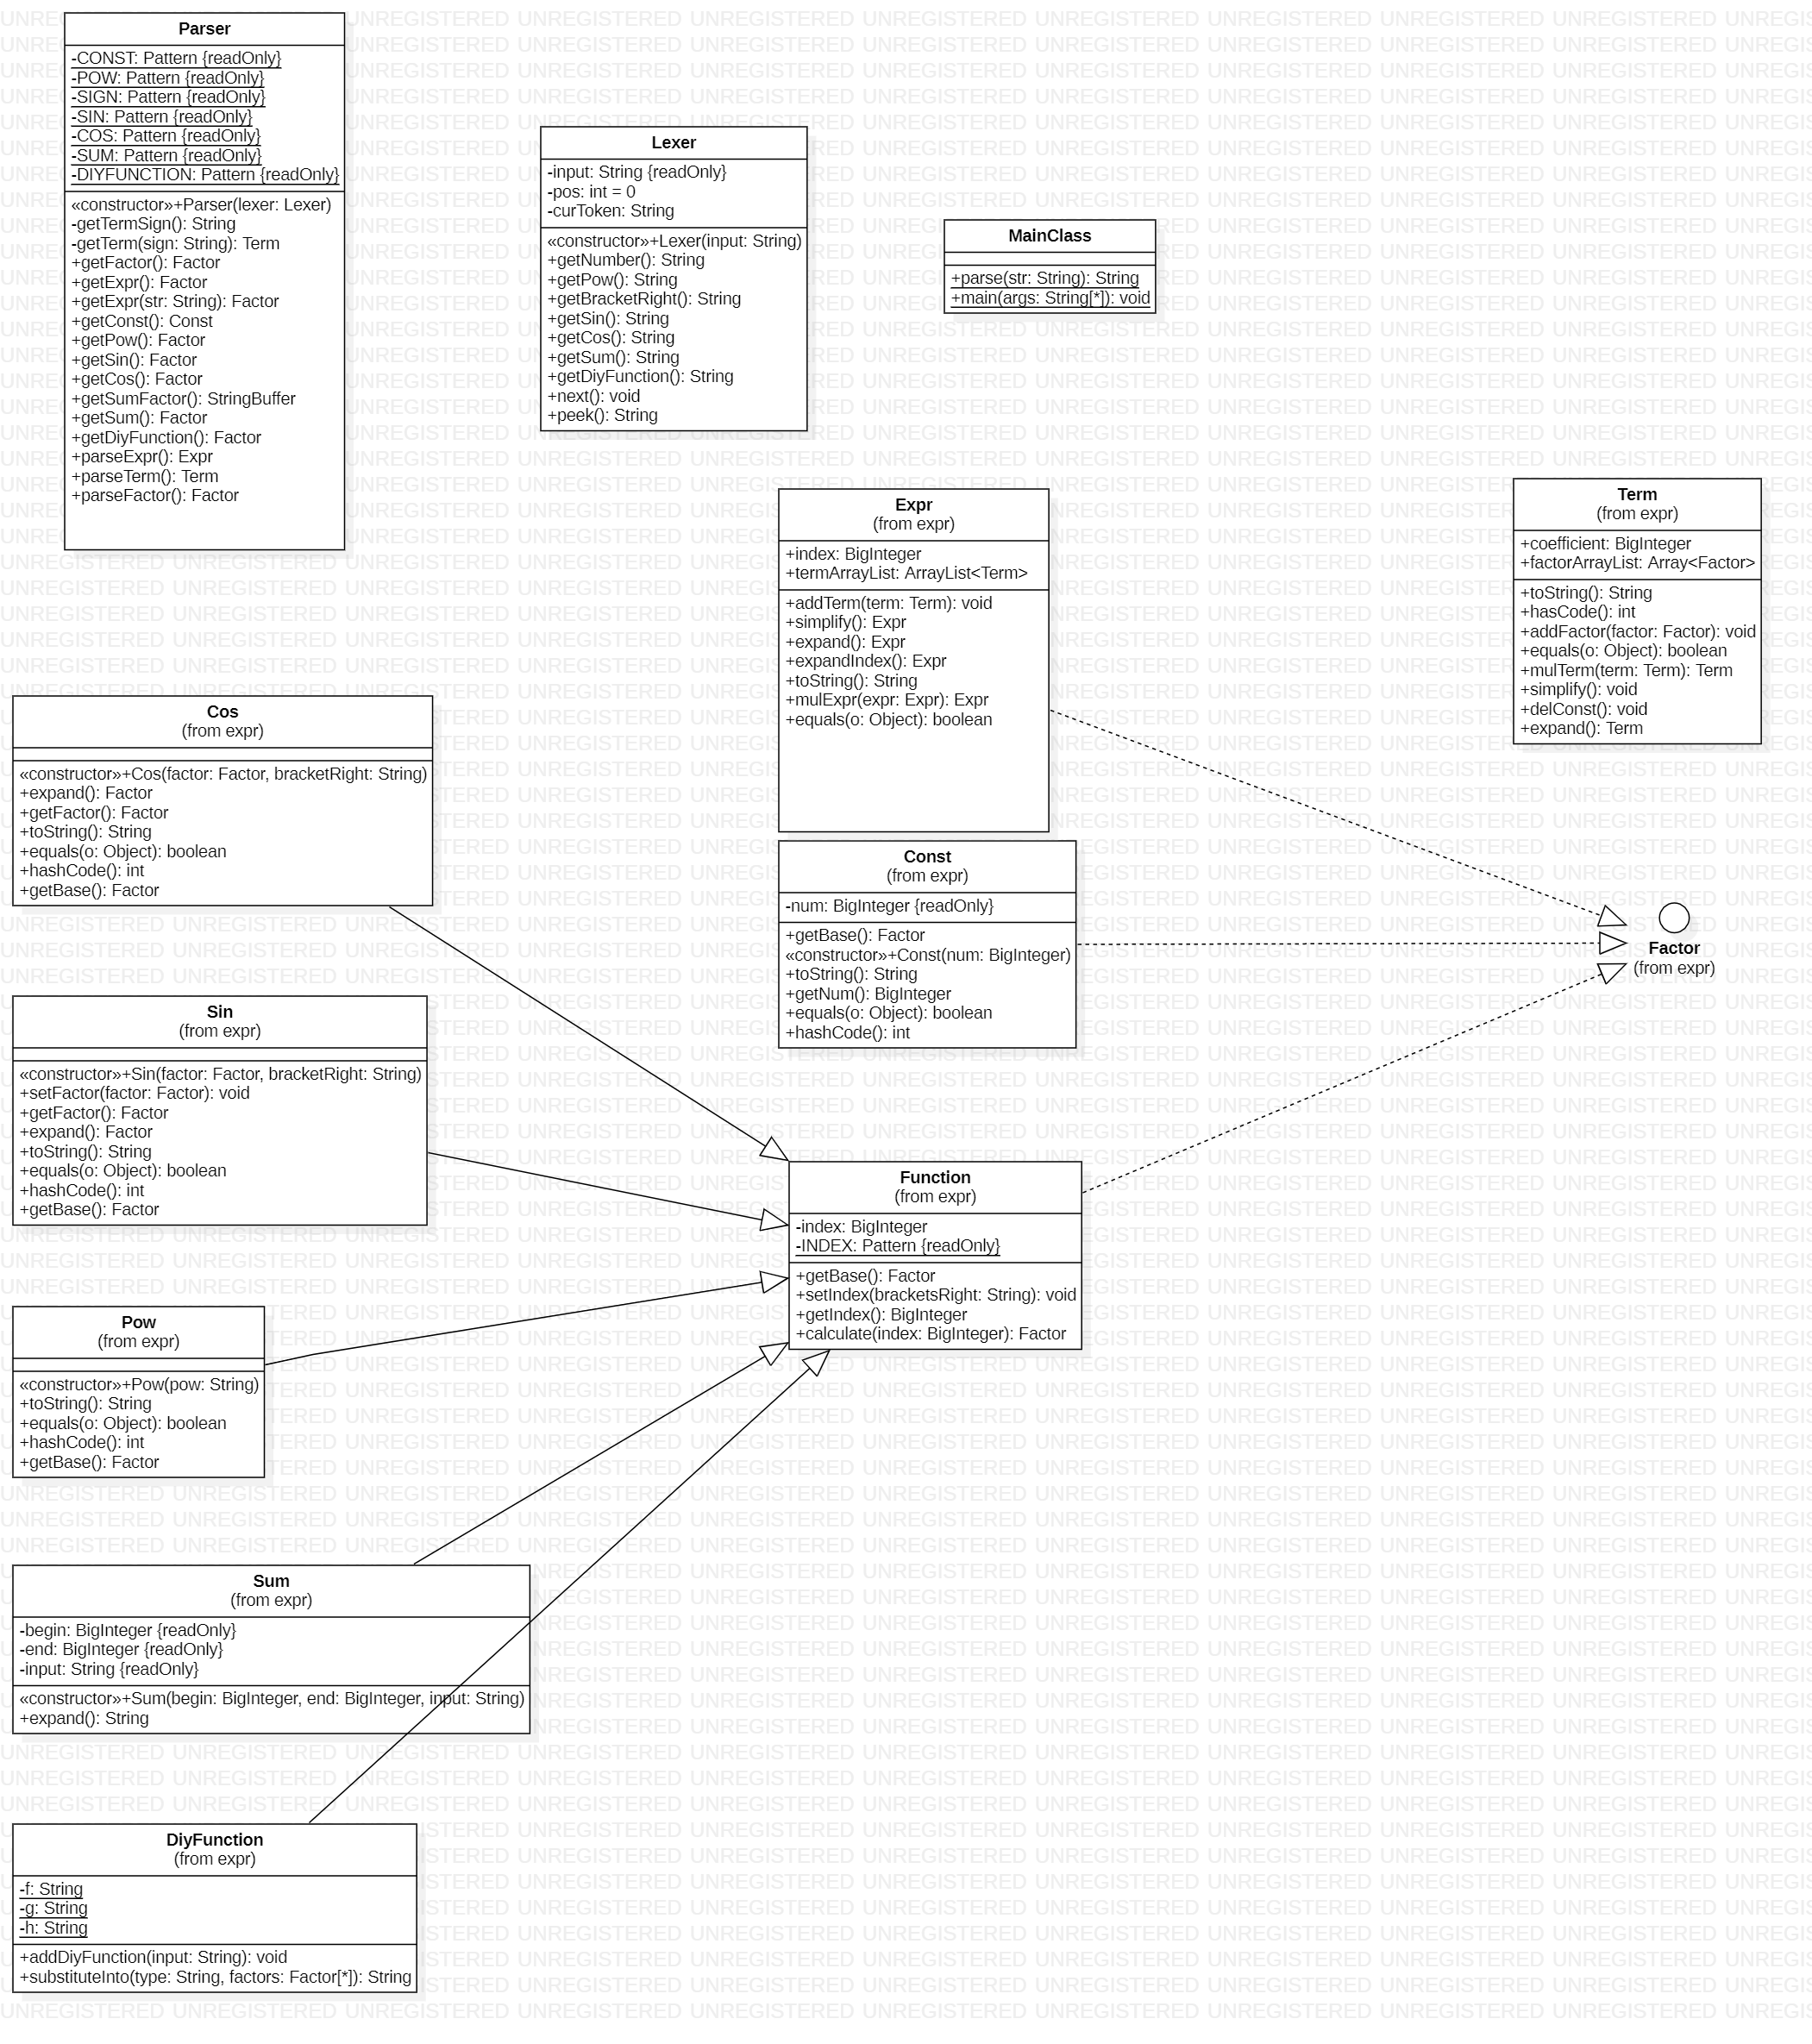 Parser
-CONST: Pattern {readOnly}
-POW: Pattern {readOnly}
-SIGN: Pattern {readOnly}
-SIN: Pattern {readOnly}
-COS: Pattern {readOnly}
-SUM: Pattern {readOnly}
-DIYFUNCTION: Pattern {readOnly}
«constructor»+Parser(lexer: Lexer)
-getTermSign(): String
-getTerm(sign: String): Term
+getFactor(): Factor
+getExpr(): Factor
+getExpr(str: String): Factor
+getConst(): Const
+getPow(): Factor
+getSin(): Factor
+getCos(): Factor
+getSumFactor(): StringBuffer
+getSum(): Factor
+getDiyFunction(): Factor
+parseExpr(): Expr
+parseTerm(): Term
+parseFactor(): Factor
Lexer
-input: String {readOnly}
-pos: int = 0
-curToken: String
«constructor»+Lexer(input: String)
+getNumber(): String
+getPow(): String
+getBracketRight(): String
+getSin(): String
+getCos(): String
+getSum(): String
+getDiyFunction(): String
+next(): void
+peek(): String
MainClass
+parse(str: String): String
+main(args: String[*]): void
Expr
(from expr)
+index: BigInteger
+termArrayList: ArrayList<Term>
+addTerm(term: Term): void
+simplify(): Expr
+expand(): Expr
+expandIndex(): Expr
+toString(): String
+mulExpr(expr: Expr): Expr
+equals(o: Object): boolean
Term
(from expr)
+coefficient: BigInteger
+factorArrayList: Array<Factor>
+toString(): String
+hasCode(): int
+addFactor(factor: Factor): void
+equals(o: Object): boolean
+mulTerm(term: Term): Term
+simplify(): void
+delConst(): void
+expand(): Term
Cos
(from expr)
«constructor»+Cos(factor: Factor, bracketRight: String)
+expand(): Factor
+getFactor(): Factor
+toString(): String
+equals(o: Object): boolean
+hashCode(): int
+getBase(): Factor
Const
(from expr)
-num: BigInteger {readOnly}
+getBase(): Factor
«constructor»+Const(num: BigInteger)
+toString(): String
+getNum(): BigInteger
+equals(o: Object): boolean
+hashCode(): int
Factor
(from expr)
Sin
(from expr)
«constructor»+Sin(factor: Factor, bracketRight: String)
+setFactor(factor: Factor): void
+getFactor(): Factor
+expand(): Factor
+toString(): String
+equals(o: Object): boolean
+hashCode(): int
+getBase(): Factor
Function
(from expr)
-index: BigInteger
-INDEX: Pattern {readOnly}
+getBase(): Factor
+setIndex(bracketsRight: String): void
+getIndex(): BigInteger
+calculate(index: BigInteger): Factor
Pow
(from expr)
«constructor»+Pow(pow: String)
+toString(): String
+equals(o: Object): boolean
+hashCode(): int
+getBase(): Factor
Sum
(from expr)
-begin: BigInteger {readOnly}
-end: BigInteger {readOnly}
-input: String {readOnly}
«constructor»+Sum(begin: BigInteger, end: BigInteger, input: String)
+expand(): String
DiyFunction
(from expr)
-f: String
-g: String
-h: String
+addDiyFunction(input: String): void
+substituteInto(type: String, factors: Factor[*]): String
UNREGISTERED